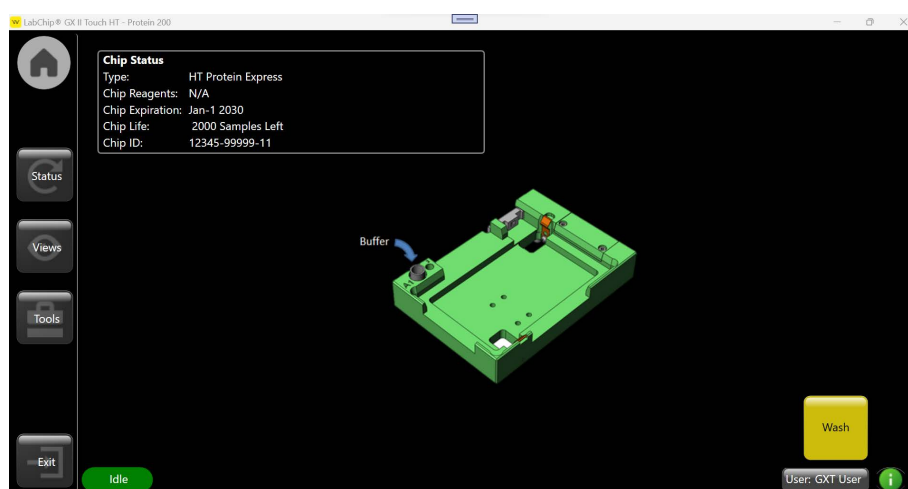 LabChip® GX II Touch HT - Protein 200
Chip Status
Type: HT Protein Express
Chip Reagents: N/A
Chip Expiration: Jan-1 2030
Chip Life: 2000 Samples Left
Chip ID: 12345-99999-11
Status
Buffer
Views
A1
Tools
Wash
Exit
Idle
User: GXT User
i